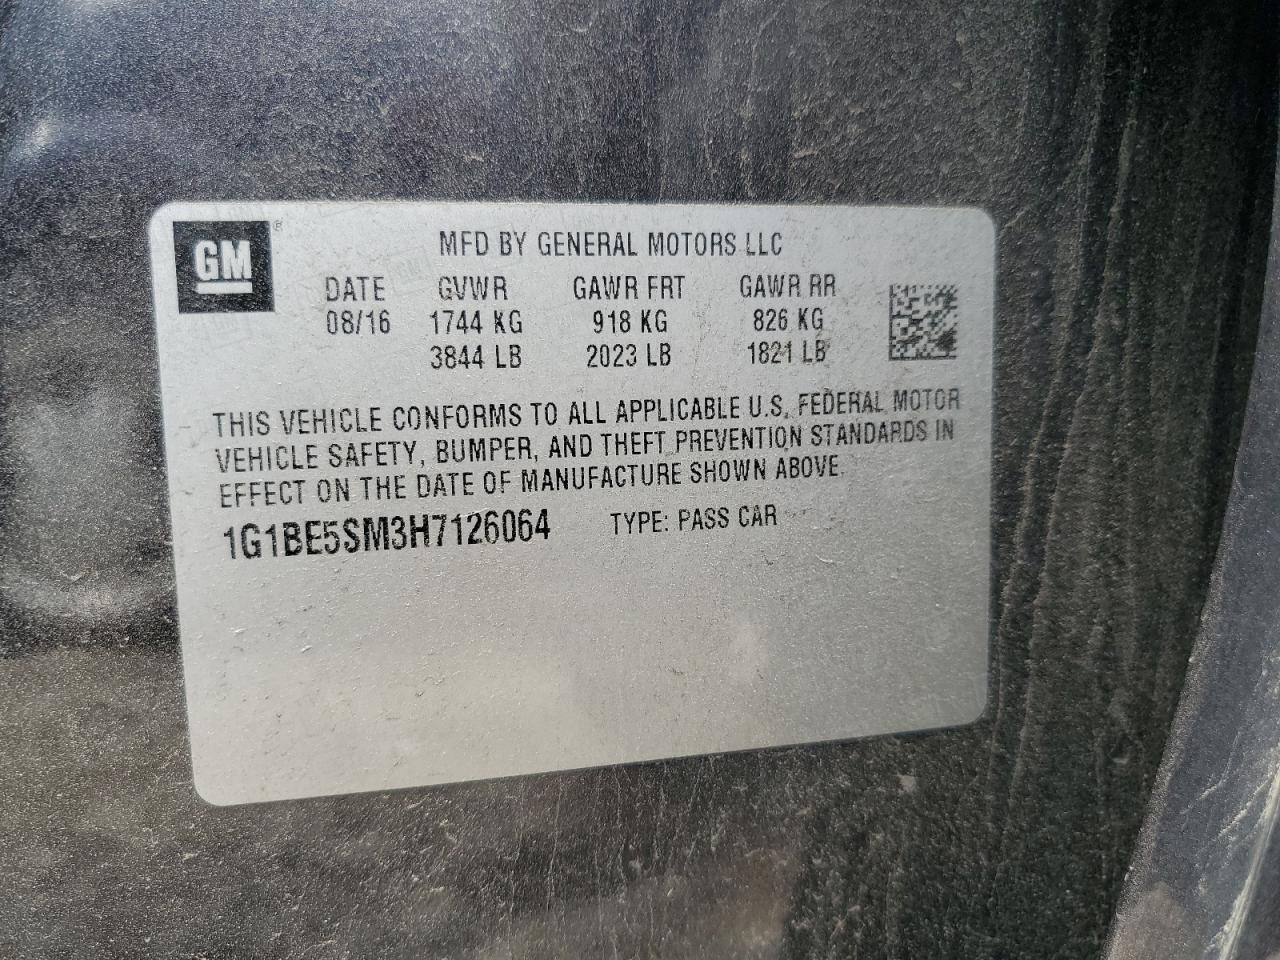 GM ®
MFD BY GENERAL MOTORS LLC
DATE GVWR GAWR FRT GAWR RR
08/16 1744 KG 918 KG 826 KG
3844 LB 2023 LB 1821 LB
THIS VEHICLE CONFORMS TO ALL APPLICABLE U.S. FEDERAL MOTOR
VEHICLE SAFETY, BUMPER, AND THEFT PREVENTION STANDARDS IN
EFFECT ON THE DATE OF MANUFACTURE SHOWN ABOVE.
1G1BE5SM3H7126064 TYPE: PASS CAR